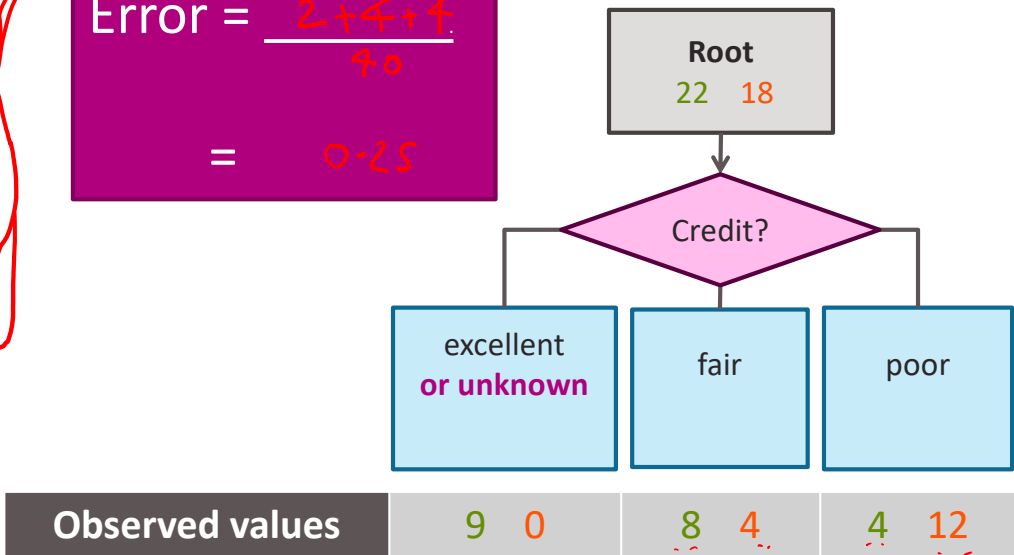 Error = 2+4+4
40
= 0.25
Root
22 18
Credit?
excellent
or unknown
fair
poor
Observed values 9 0 8 4 4 12